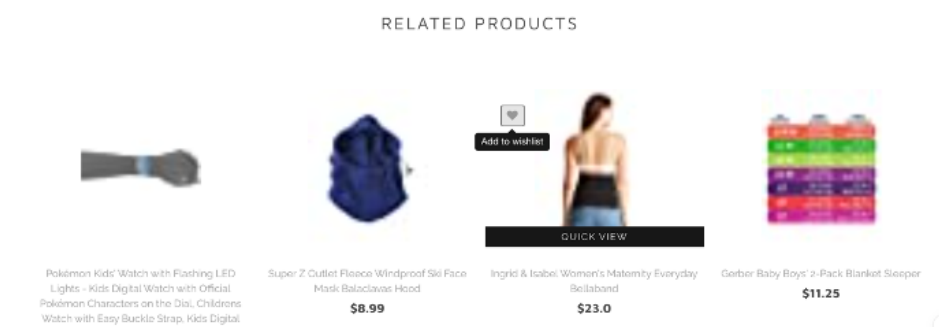 RELATED PRODUCTS
Add to wishlist
QUICK VIEW
Pokémon Kids' Watch with Flashing LED
Lights - Kids Digital Watch with Official
Pokémon Characters on the Dial, Childrens
Watch with Easy Buckle Strap, Kids Digital
Super Z Outlet Fleece Windproof Ski Face
Mask Balaclavas Hood
$8.99
Ingrid & Isabel Women's Maternity Everyday
Bellaband
$23.0
Gerber Baby Boys' 2-Pack Blanket Sleeper
$11.25